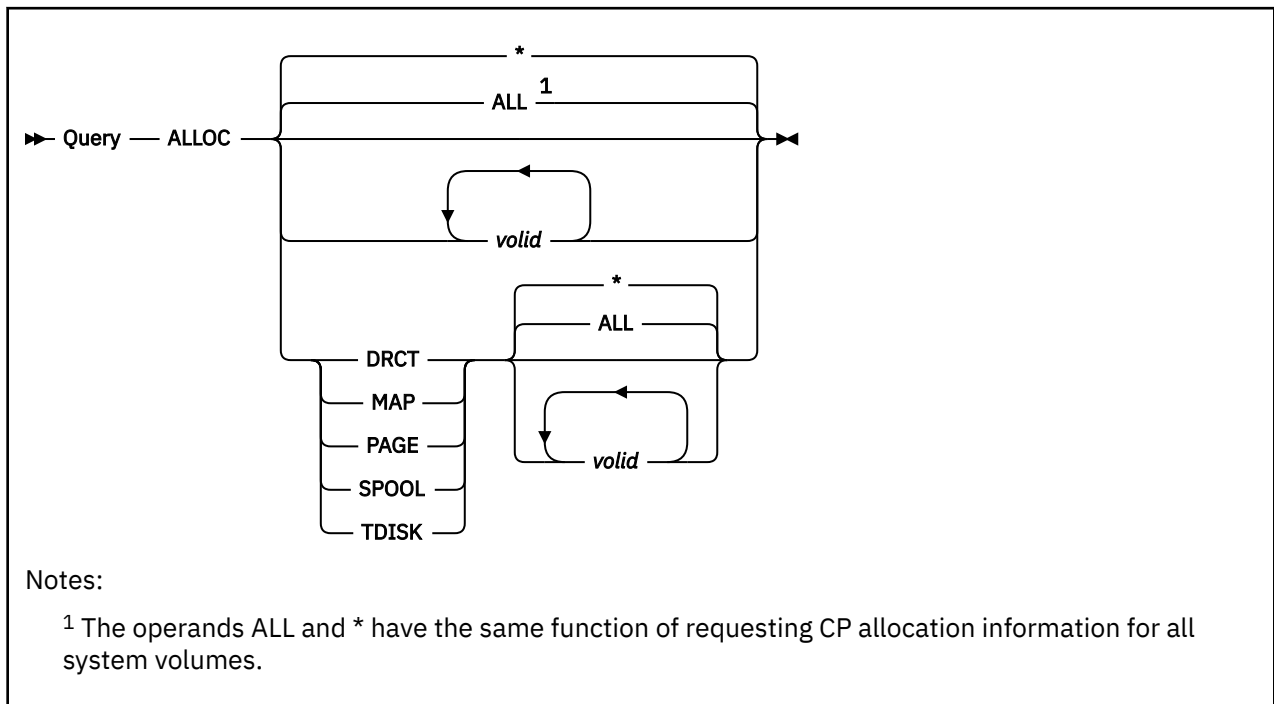 *
ALL 1
Query ALLOC
volid
*
ALL
DRCT
MAP
PAGE
volid
SPOOL
TDISK
Notes:
1 The operands ALL and * have the same function of requesting CP allocation information for all
system volumes.